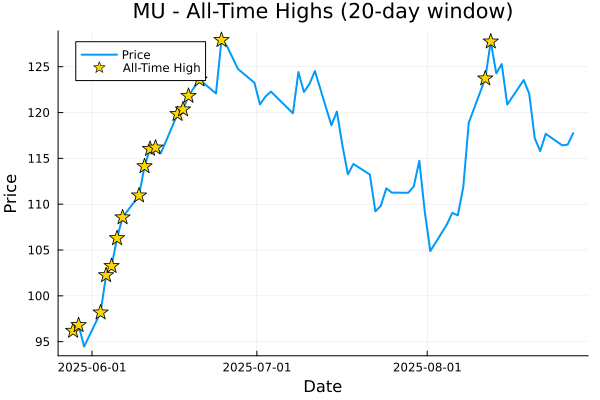 MU - All-Time Highs (20-day window)
Price
All-Time High
125
120
115
110
105
100
95
Price
2025-06-01
2025-07-01
2025-08-01
Date